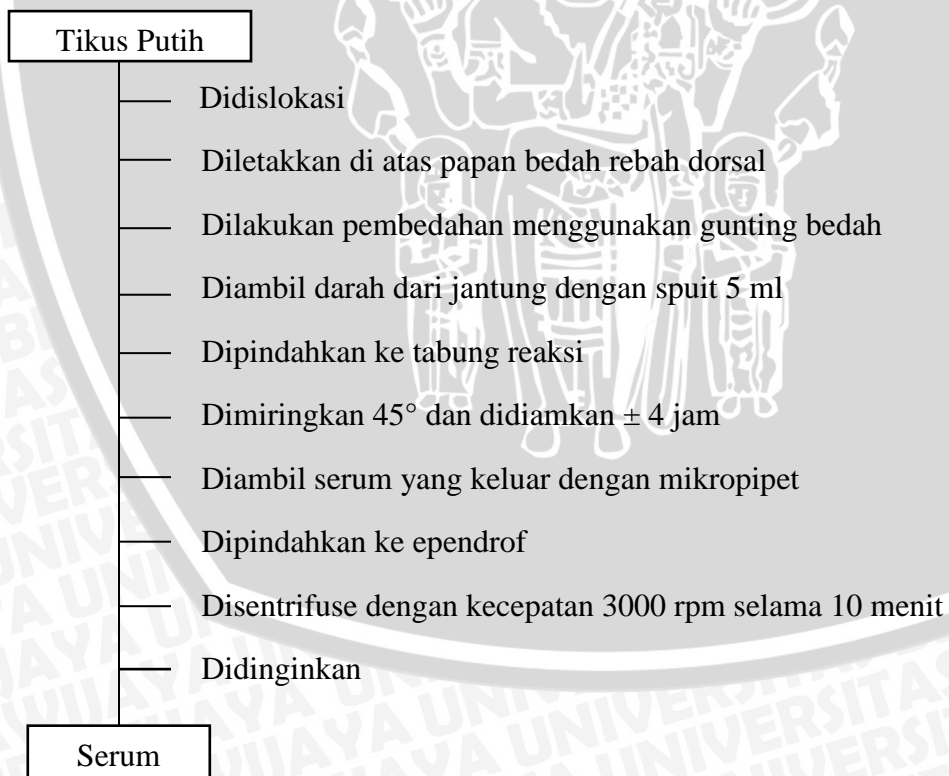 Tikus Putih
Didislokasi
Diletakkan di atas papan bedah rebah dorsal
Dilakukan pembedahan menggunakan gunting bedah
Diambil darah dari jantung dengan spuit 5 ml
Dipindahkan ke tabung reaksi
Dimiringkan 45° dan didiamkan ± 4 jam
Diambil serum yang keluar dengan mikropipet
Dipindahkan ke ependrof
Disentrifuse dengan kecepatan 3000 rpm selama 10 menit
Didinginkan
Serum